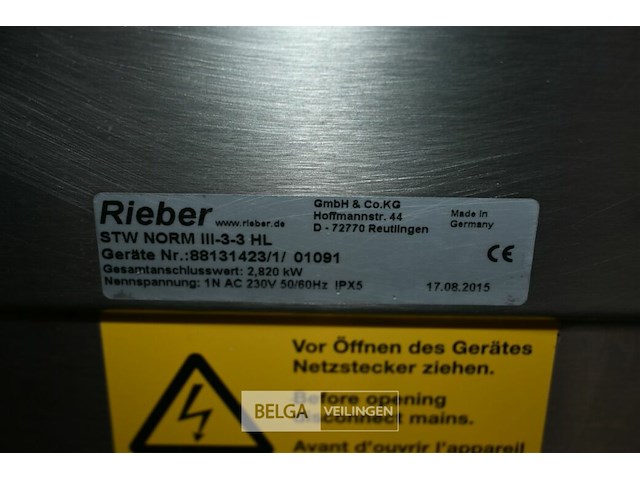 Rieber www.rieber.de
GmbH & Co.KG
Hoffmannstr. 44
D - 72770 Reutlingen
Made in
Germany
STW NORM III-3-3 HL
Geräte Nr.:88131423/1/ 01091
Gesamtanschlusswert: 2,820 kW
Nennspannung: 1N AC 230V 50/60Hz IPX5
CE
17.08.2015
Vor Öffnen des Gerätes
Netzstecker ziehen.
Before opening
disconnect mains.
Avant d'ouvrir l'appareil
BELGA VEILINGEN